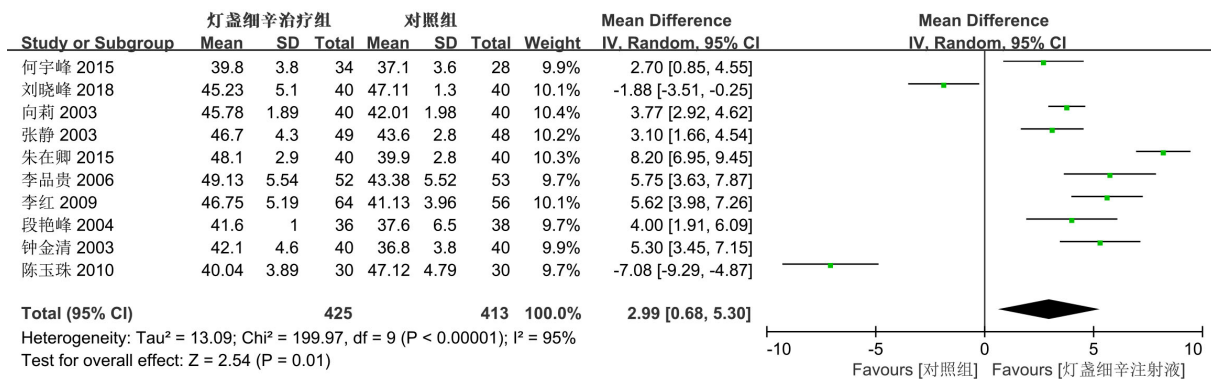 灯盏细辛治疗组 对照组 Mean Difference Mean Difference
Study or Subgroup Mean SD Total Mean SD Total Weight IV, Random, 95% CI IV, Random, 95% CI
何宇峰 2015 39.8 3.8 34 37.1 3.6 28 9.9% 2.70 [0.85, 4.55]
刘晓峰 2018 45.23 5.1 40 47.11 1.3 40 10.1% -1.88 [-3.51, -0.25]
向莉 2003 45.78 1.89 40 42.01 1.98 40 10.4% 3.77 [2.92, 4.62]
张静 2003 46.7 4.3 49 43.6 2.8 48 10.2% 3.10 [1.66, 4.54]
朱在卿 2015 48.1 2.9 40 39.9 2.8 40 10.3% 8.20 [6.95, 9.45]
李品贵 2006 49.13 5.54 52 43.38 5.52 53 9.7% 5.75 [3.63, 7.87]
李红 2009 46.75 5.19 64 41.13 3.96 56 10.1% 5.62 [3.98, 7.26]
段艳峰 2004 41.6 1 36 37.6 6.5 38 9.8% 4.00 [1.91, 6.09]
钟金清 2003 42.1 4.6 40 36.8 3.8 40 9.9% 5.30 [3.45, 7.15]
陈玉珠 2010 40.04 3.89 30 47.12 4.79 30 9.7% -7.08 [-9.29, -4.87]
Total (95% CI) 425 413 100.0% 2.99 [0.68, 5.30]
Heterogeneity: Tau² = 13.09; Chi² = 199.97, df = 9 (P < 0.00001); I² = 95%
Test for overall effect: Z = 2.54 (P = 0.01)
-10 -5 0 5 10
Favours [对照组] Favours [灯盏细辛注射液]